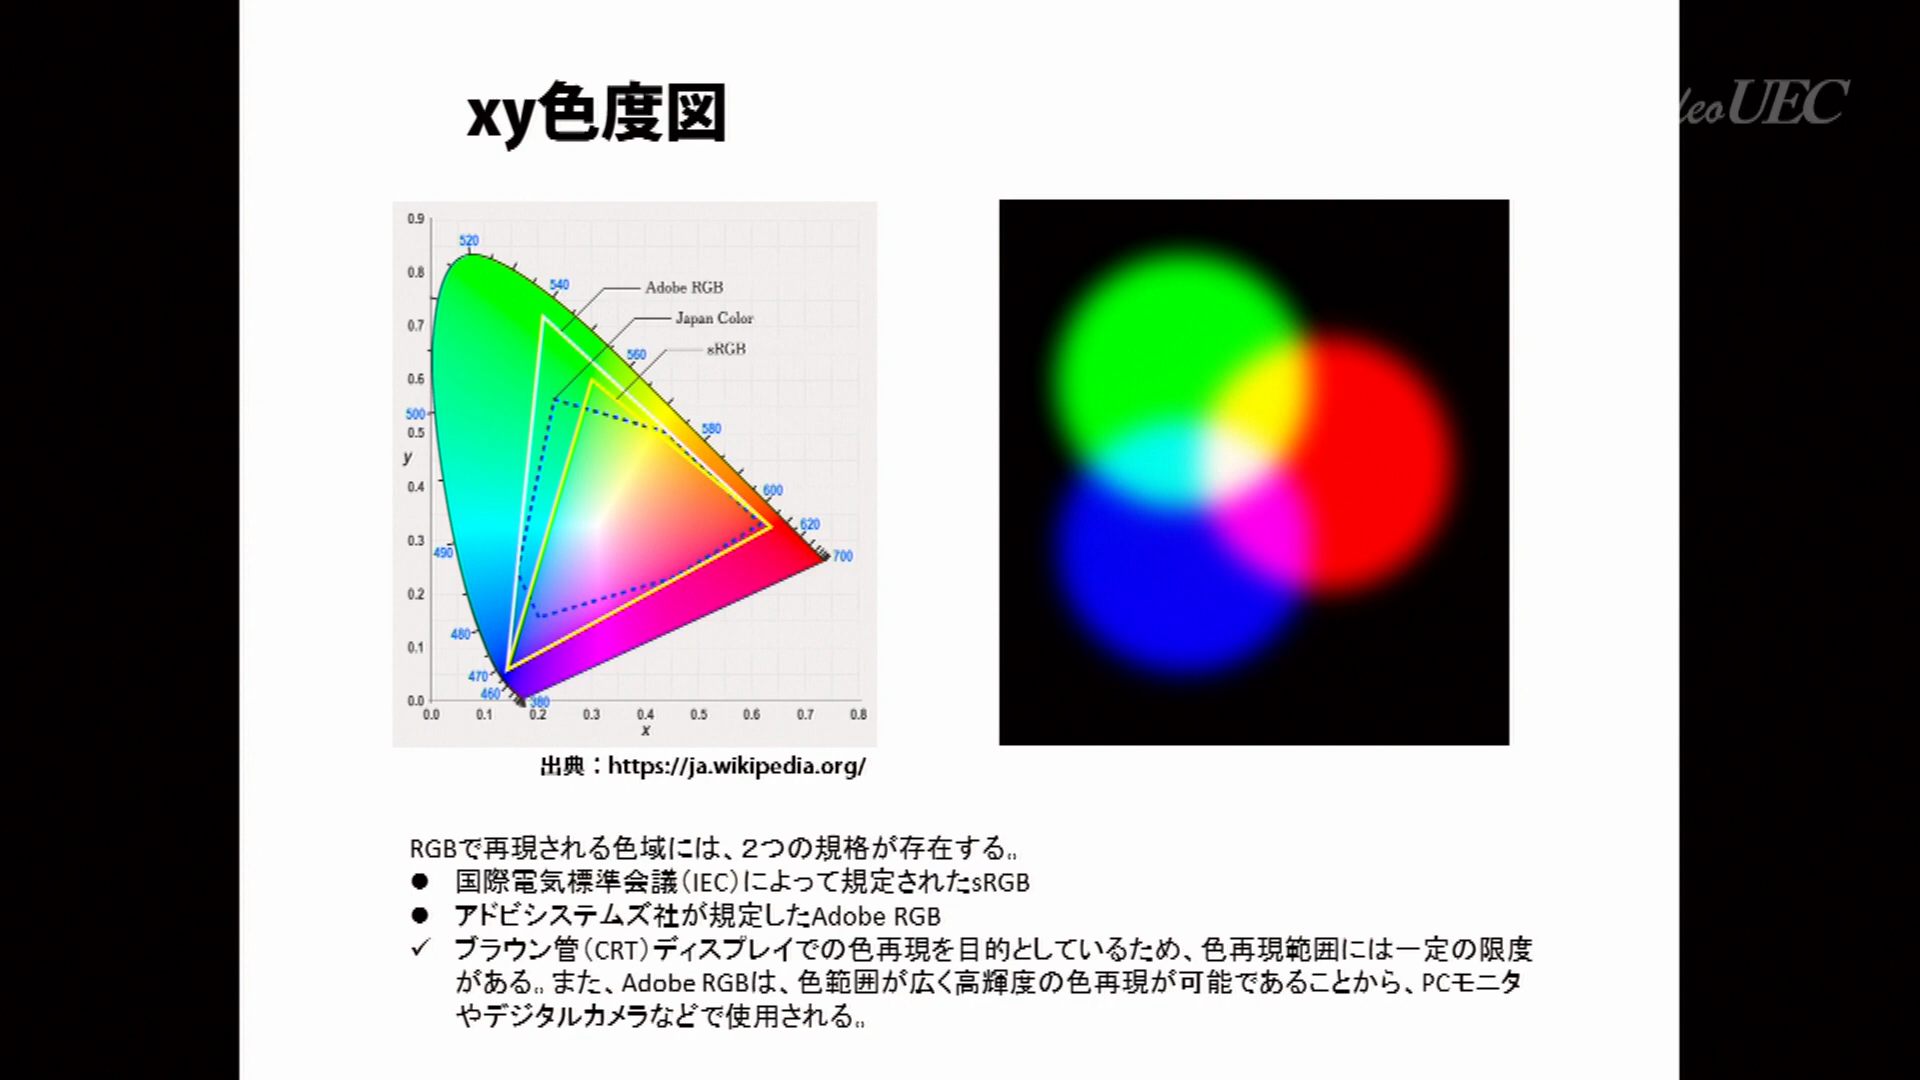 xy色度図
leoUEC
0.9
520
0.8
540
Adobe RGB
0.7
Japan Color
560
sRGB
0.6
500
0.5
580
y
0.4
600
620
0.3
490
700
0.2
480
0.1
470
460
0.0
380
0.0 0.1 0.2 0.3 0.4 0.5 0.6 0.7 0.8
x
出典：https://ja.wikipedia.org/
RGBで再現される色域には、２つの規格が存在する。
● 国際電気標準会議（IEC）によって規定されたsRGB
● アドビシステムズ社が規定したAdobe RGB
✓ ブラウン管（CRT）ディスプレイでの色再現を目的としているため、色再現範囲には一定の限度
がある。また、Adobe RGBは、色範囲が広く高輝度の色再現が可能であることから、PCモニタ
やデジタルカメラなどで使用される。